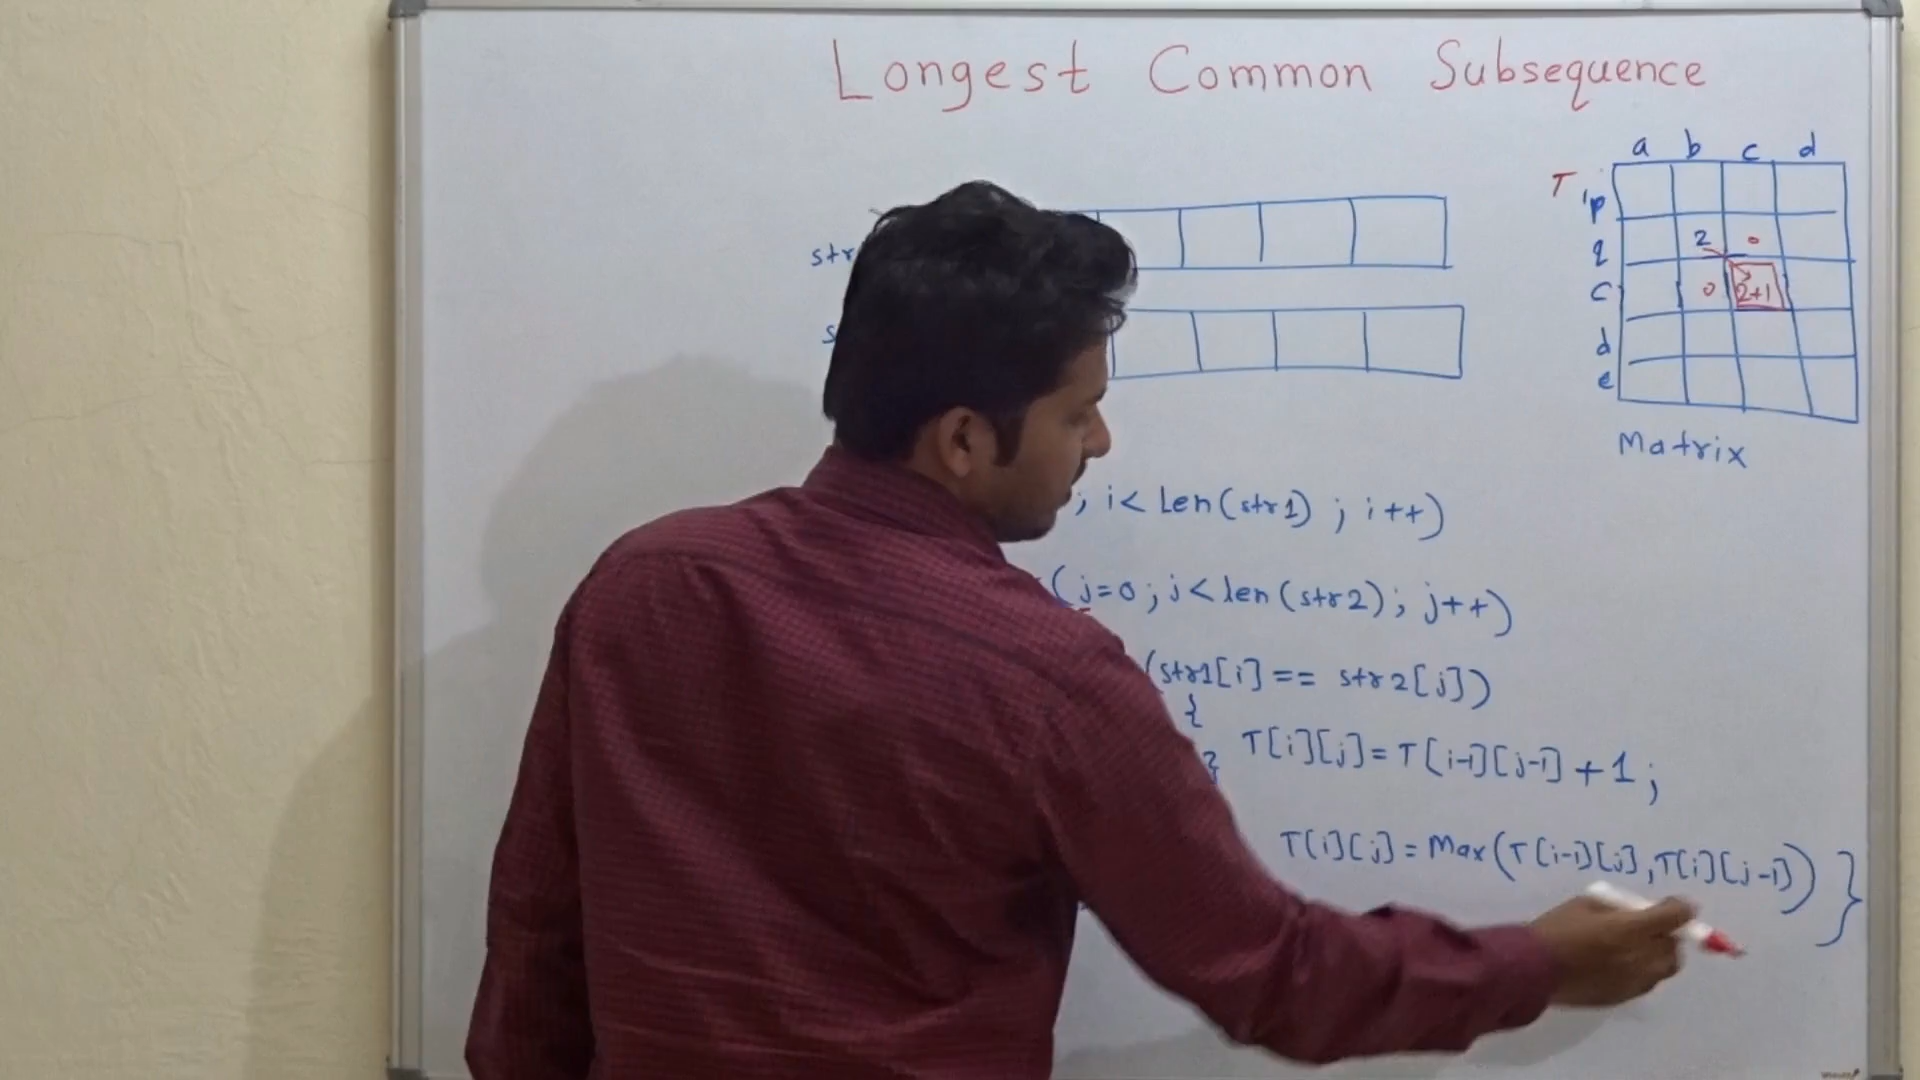 Longest Common Subsequence
a b c d
T
p
q 2 0
c 0 2+1
d
e
Matrix
str
s
; i< Len(str1) ; i++)
(j=0 ; j< len(str2) ; j++)
(str1[i] == str2[j])
{
T[i][j] = T[i-1][j-1] + 1 ;
}
T[i][j] = Max(T[i-1][j], T[i][j-1]) }